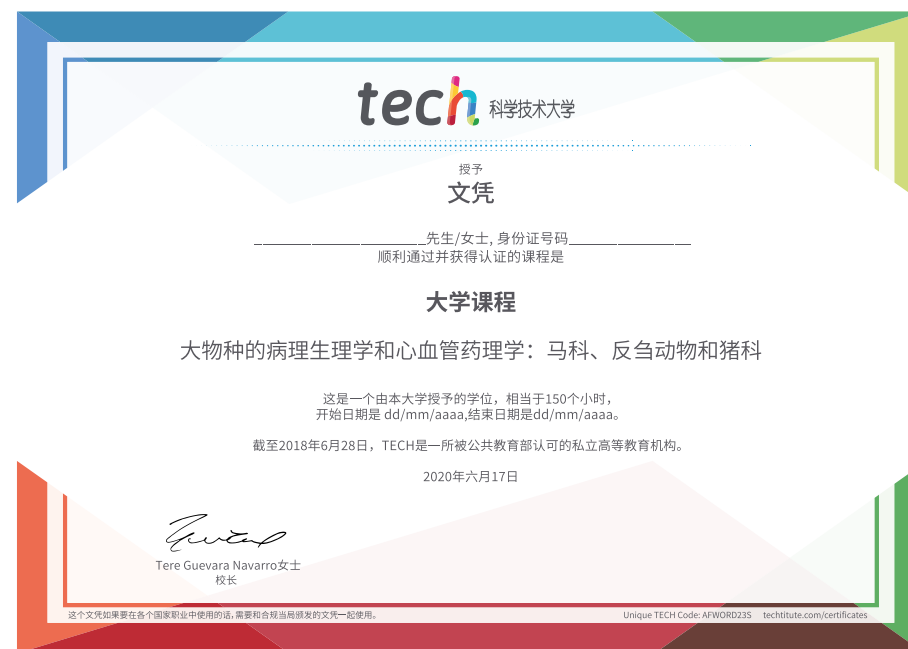 tech 科学技术大学
授予
文凭
______________________先生/女士, 身份证号码________________
顺利通过并获得认证的课程是
大学课程
大物种的病理生理学和心血管药理学：马科、反刍动物和猪科
这是一个由本大学授予的学位，相当于150个小时，
开始日期是 dd/mm/aaaa,结束日期是dd/mm/aaaa。
截至2018年6月28日，TECH是一所被公共教育部认可的私立高等教育机构。
2020年六月17日
Tere Guevara Navarro女士
校长
这个文凭如果要在各个国家职业中使用的话,需要和合规当局颁发的文凭一起使用。
Unique TECH Code: AFWORD23S techtitute.com/certificates